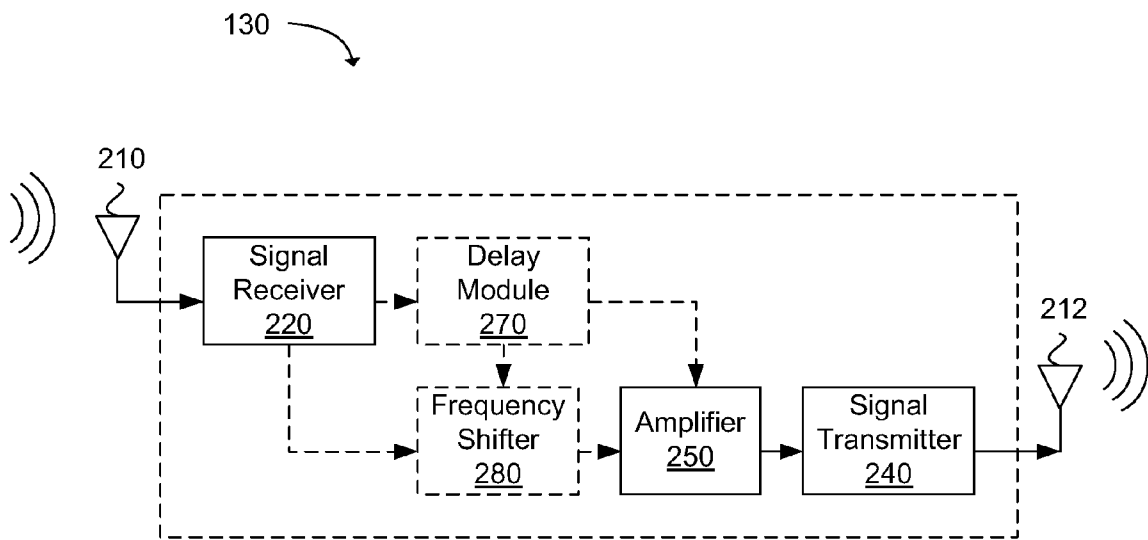 130
210
Signal
Receiver
220
Delay
Module
270
212
Frequency
Shifter
280
Amplifier
250
Signal
Transmitter
240